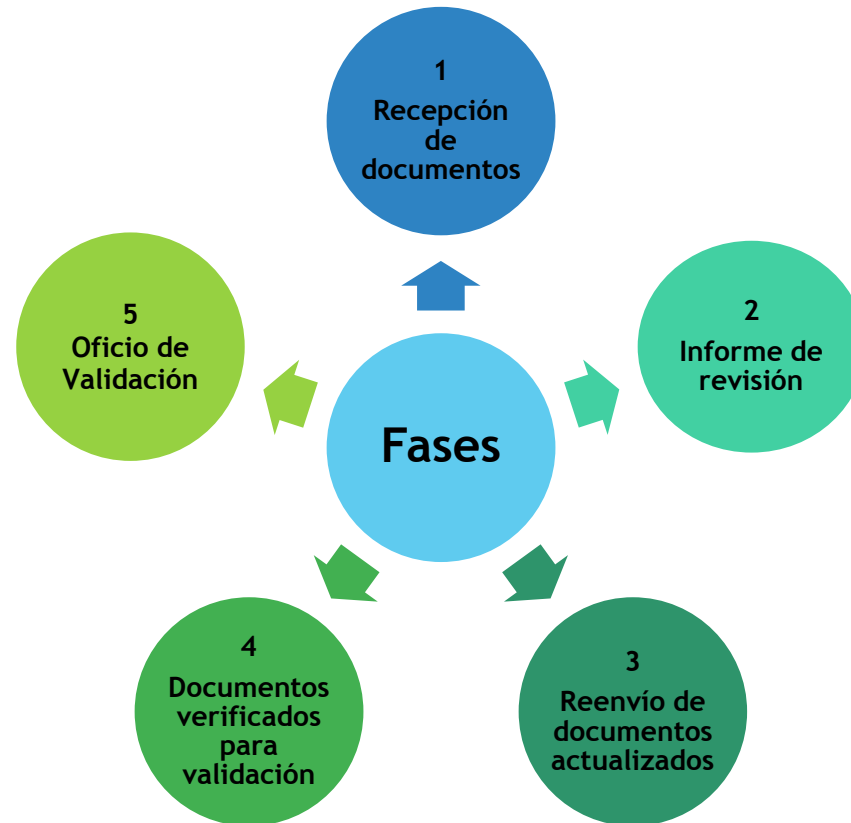 1
Recepción
de
documentos
2
Informe de
revisión
3
Reenvío de
documentos
actualizados
4
Documentos
verificados
para
validación
5
Oficio de
Validación
Fases